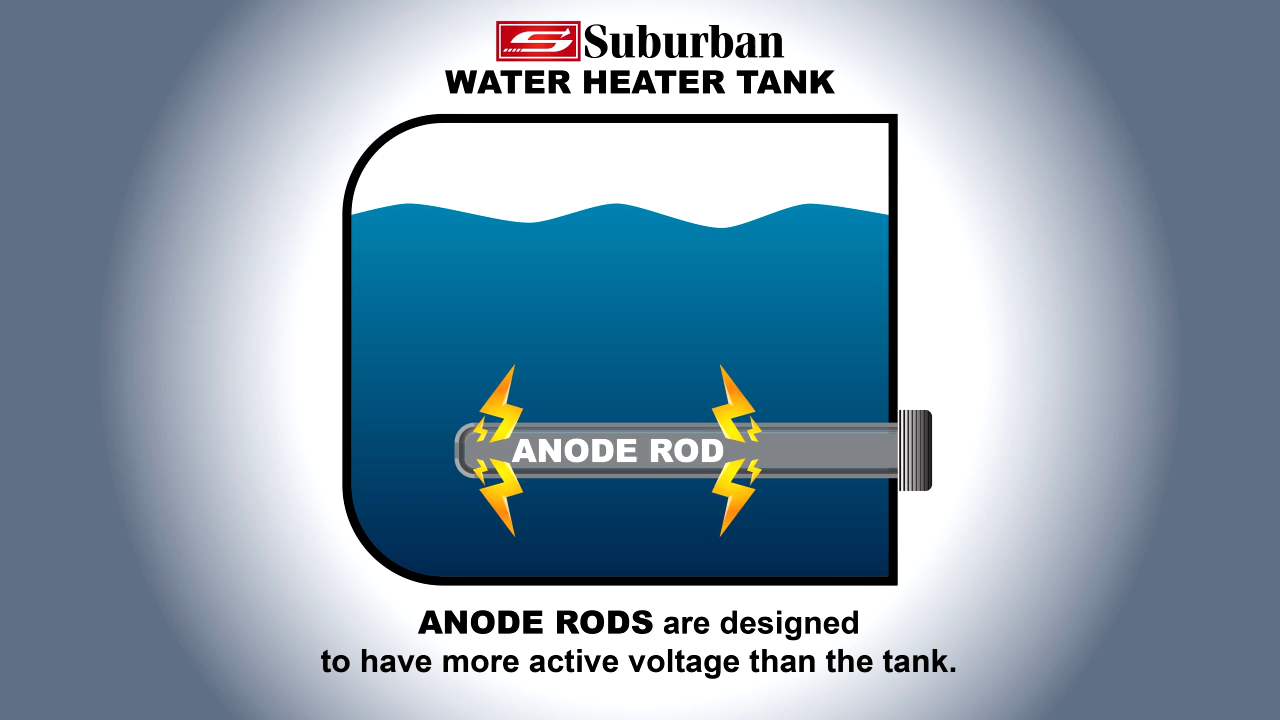 Suburban
WATER HEATER TANK
ANODE ROD
ANODE RODS are designed
to have more active voltage than the tank.